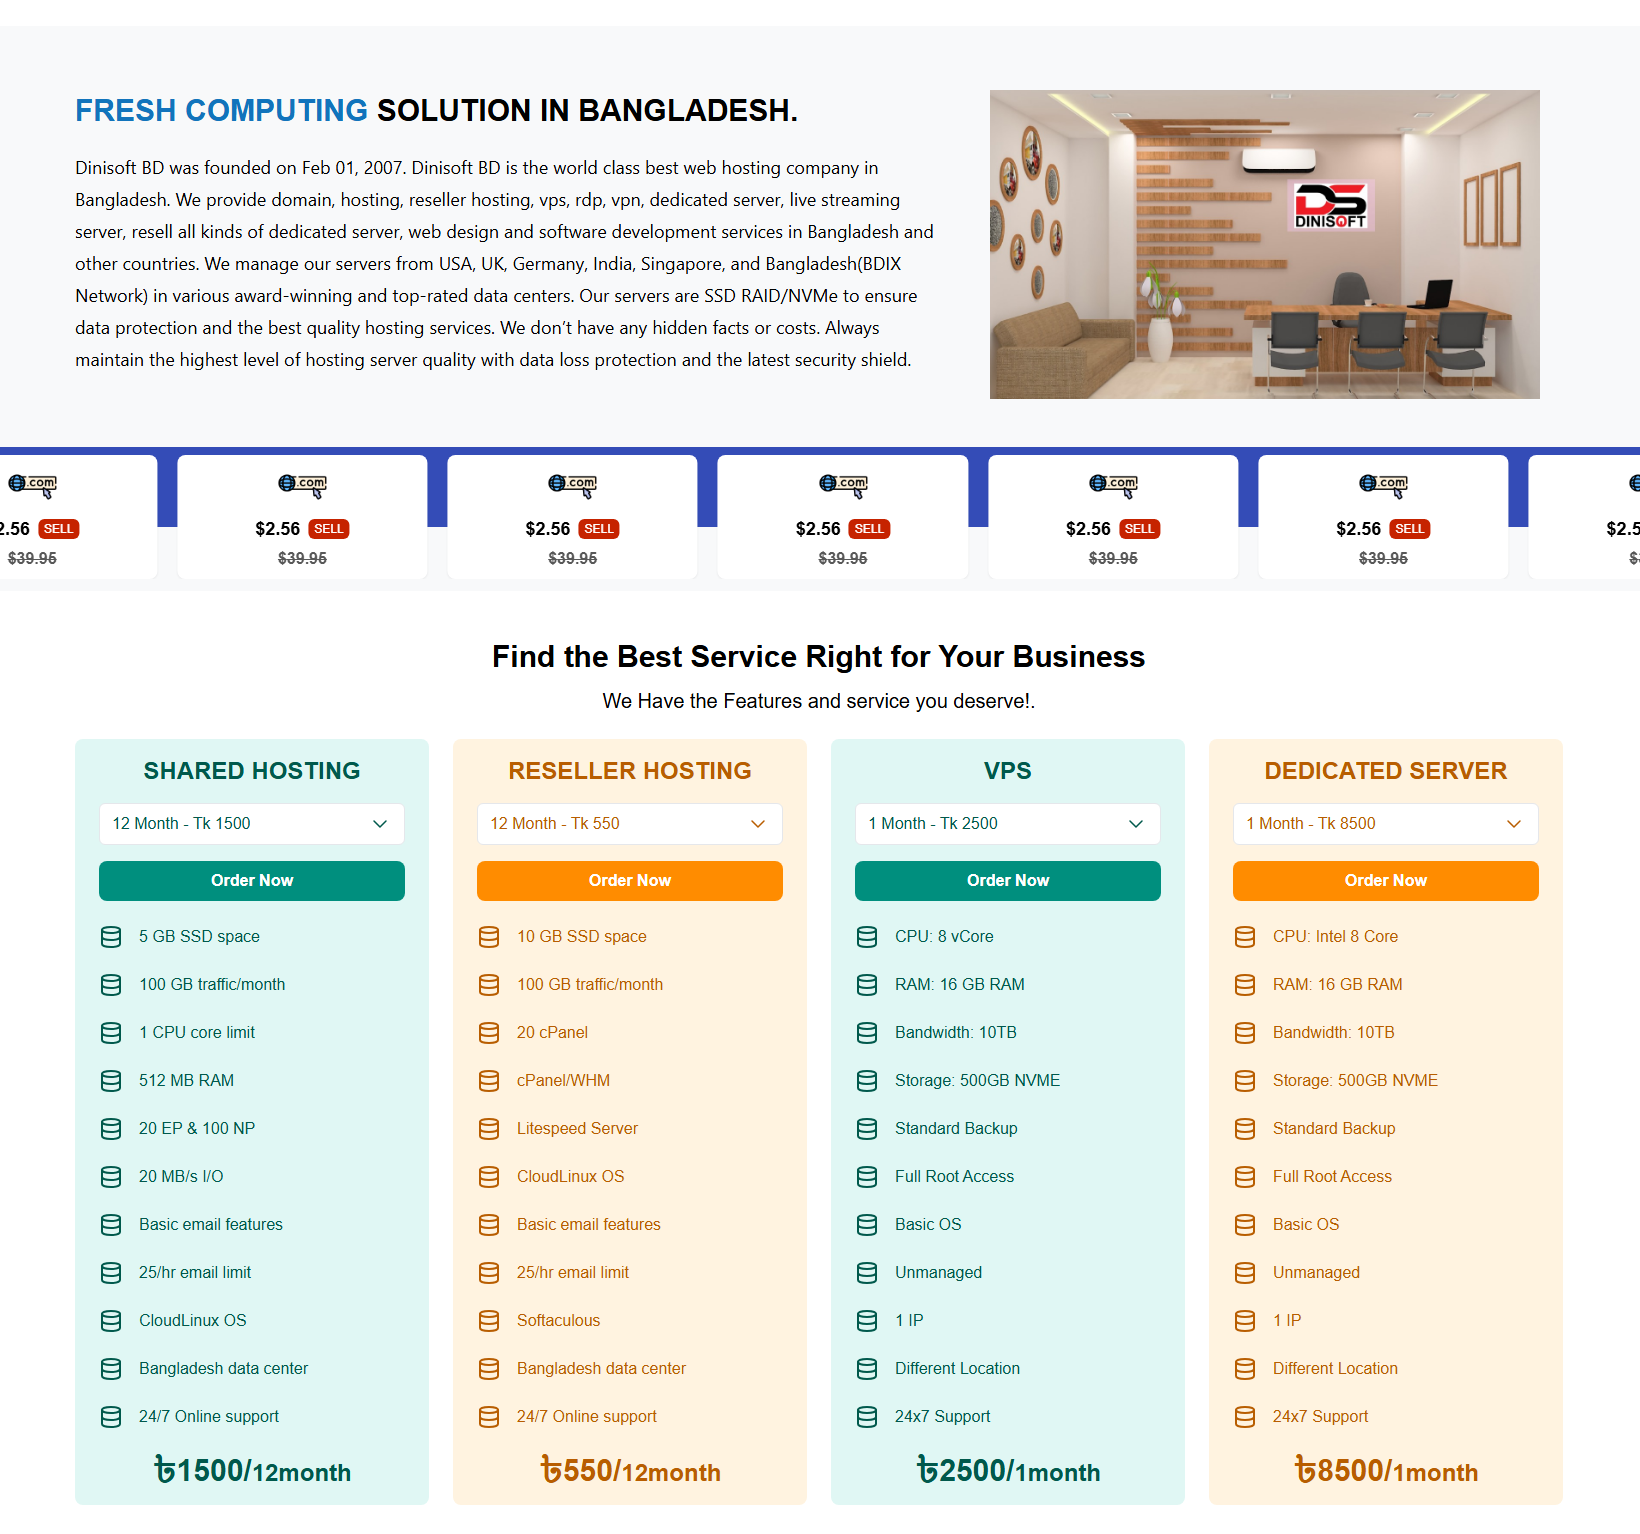 FRESH COMPUTING SOLUTION IN BANGLADESH.
Dinisoft BD was founded on Feb 01, 2007. Dinisoft BD is the world class best web hosting company in
Bangladesh. We provide domain, hosting, reseller hosting, vps, rdp, vpn, dedicated server, live streaming
server, resell all kinds of dedicated server, web design and software development services in Bangladesh and
other countries. We manage our servers from USA, UK, Germany, India, Singapore, and Bangladesh(BDIX
Network) in various award-winning and top-rated data centers. Our servers are SSD RAID/NVMe to ensure
data protection and the best quality hosting services. We don’t have any hidden facts or costs. Always
maintain the highest level of hosting server quality with data loss protection and the latest security shield.
DS
DINISOFT
.com .com .com .com .com .com
2.56 SELL $2.56 SELL $2.56 SELL $2.56 SELL $2.56 SELL $2.56 SELL $2.5
$39.95 $39.95 $39.95 $39.95 $39.95 $39.95
Find the Best Service Right for Your Business
We Have the Features and service you deserve!.
SHARED HOSTING
12 Month - Tk 1500
Order Now
5 GB SSD space
100 GB traffic/month
1 CPU core limit
512 MB RAM
20 EP & 100 NP
20 MB/s I/O
Basic email features
25/hr email limit
CloudLinux OS
Bangladesh data center
24/7 Online support
৳1500/12month
RESELLER HOSTING
12 Month - Tk 550
Order Now
10 GB SSD space
100 GB traffic/month
20 cPanel
cPanel/WHM
Litespeed Server
CloudLinux OS
Basic email features
25/hr email limit
Softaculous
Bangladesh data center
24/7 Online support
৳550/12month
VPS
1 Month - Tk 2500
Order Now
CPU: 8 vCore
RAM: 16 GB RAM
Bandwidth: 10TB
Storage: 500GB NVME
Standard Backup
Full Root Access
Basic OS
Unmanaged
1 IP
Different Location
24x7 Support
৳2500/1month
DEDICATED SERVER
1 Month - Tk 8500
Order Now
CPU: Intel 8 Core
RAM: 16 GB RAM
Bandwidth: 10TB
Storage: 500GB NVME
Standard Backup
Full Root Access
Basic OS
Unmanaged
1 IP
Different Location
24x7 Support
৳8500/1month